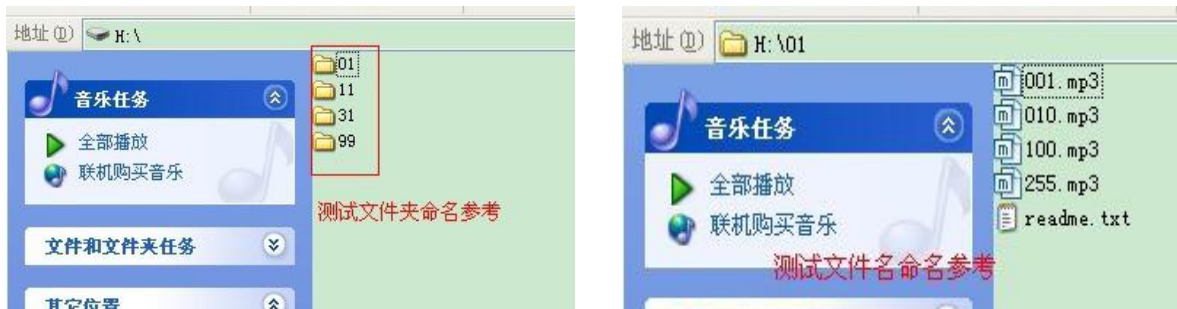 地址(D) H:\
01
11
31
99
音乐任务
全部播放
联机购买音乐
测试文件夹命名参考
文件和文件夹任务
其它位置
地址(D) H:\01
001.mp3
010.mp3
100.mp3
255.mp3
readme.txt
音乐任务
全部播放
联机购买音乐
测试文件名命名参考